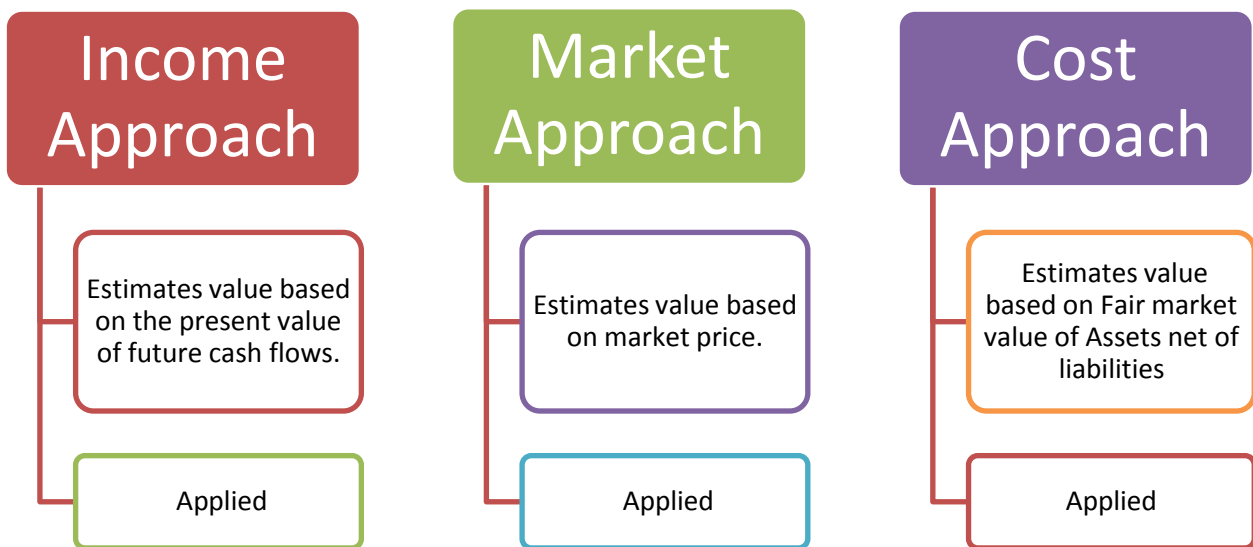 Income
Approach
Estimates value based
on the present value
of future cash flows.
Applied
Market
Approach
Estimates value based
on market price.
Applied
Cost
Approach
Estimates value
based on Fair market
value of Assets net of
liabilities
Applied